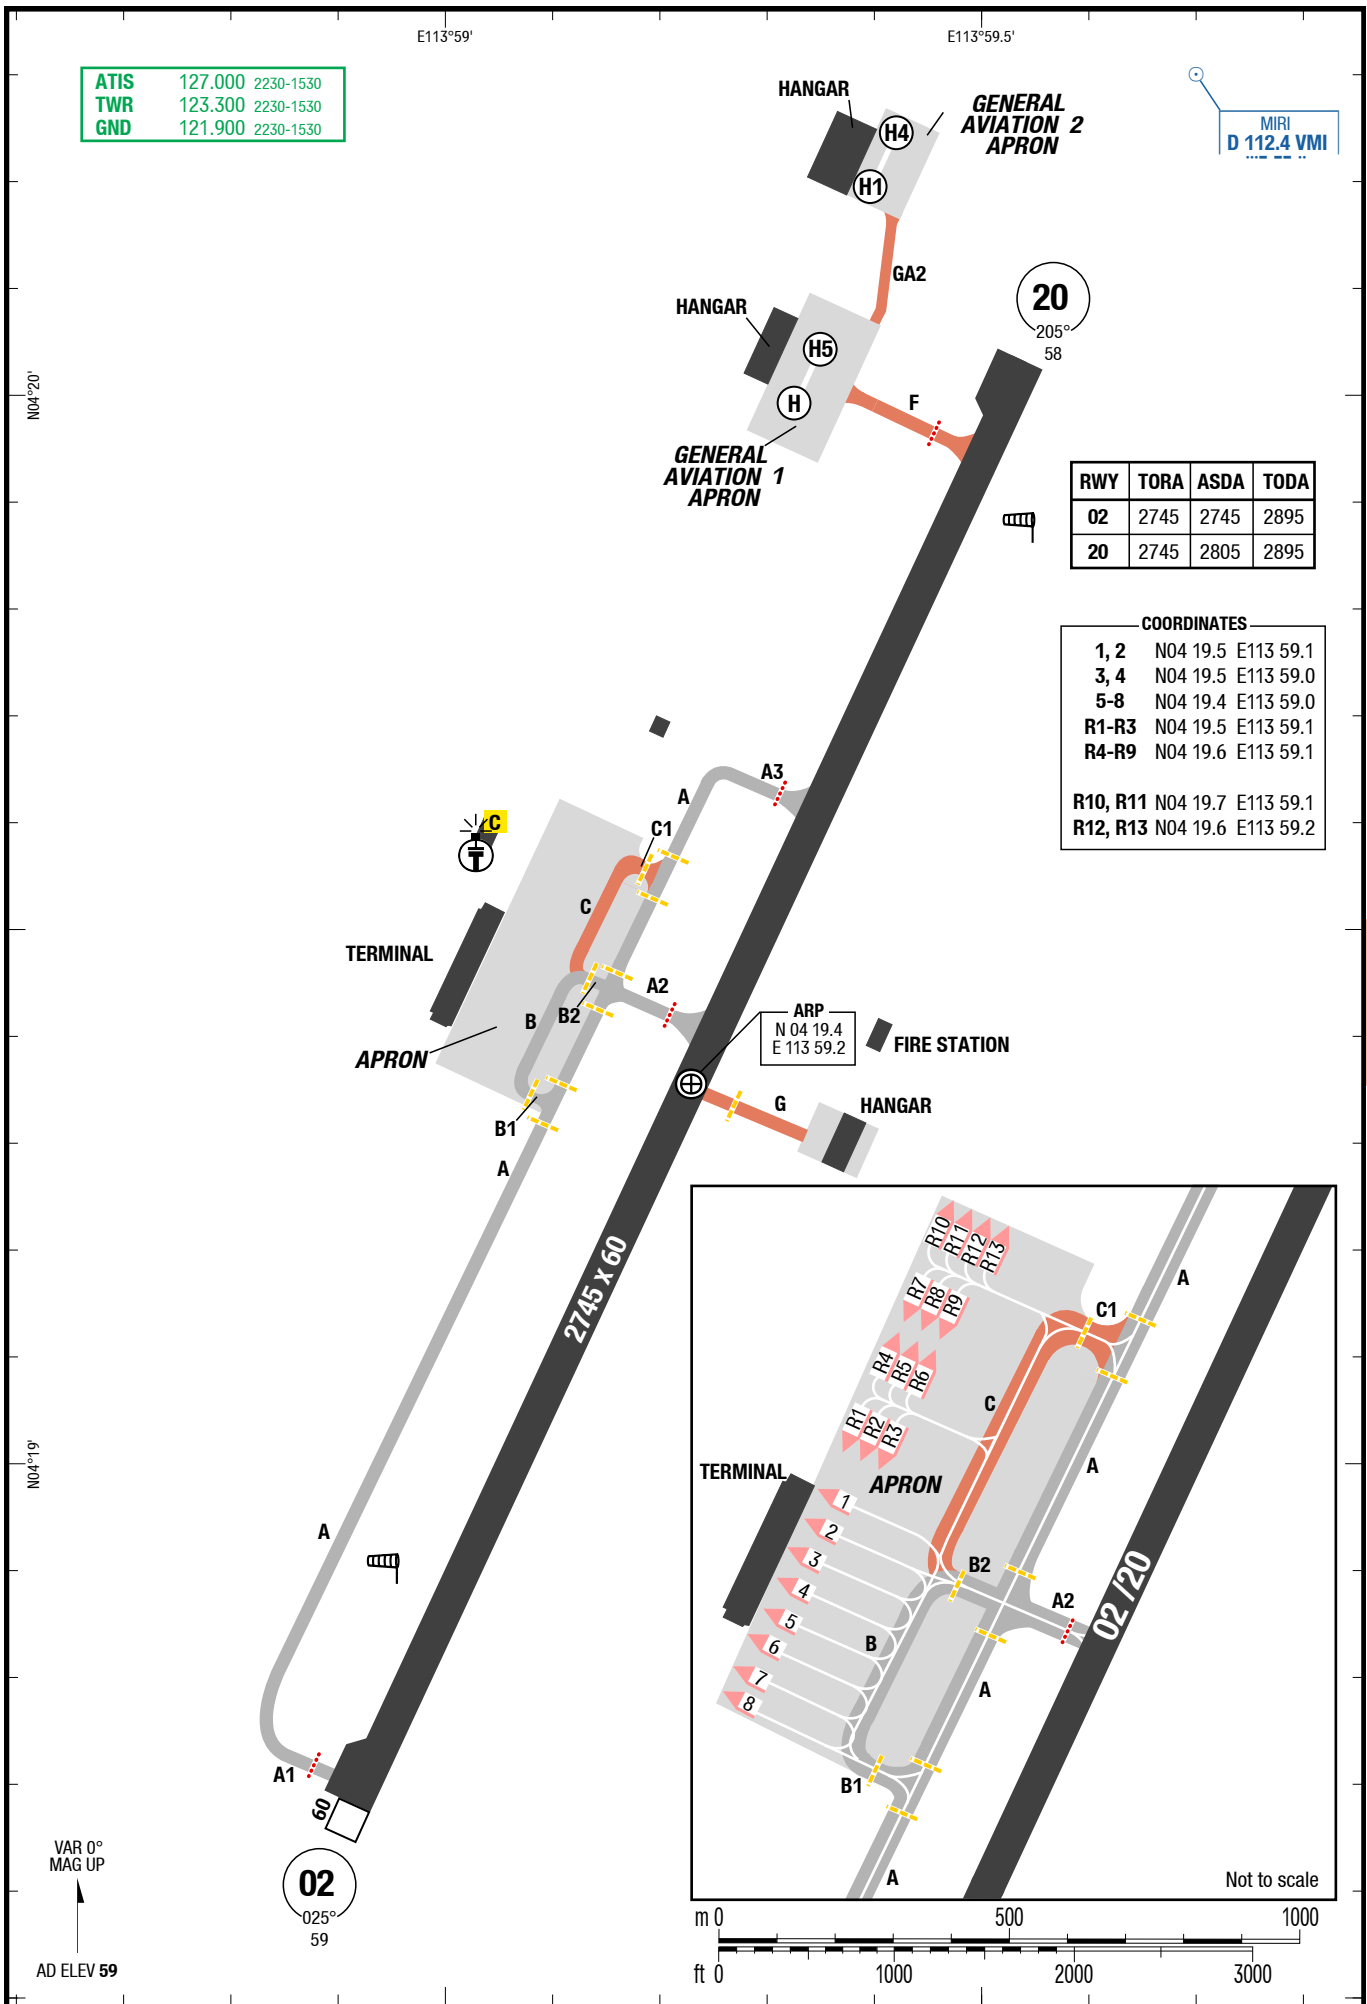 E113°59'
E113°59.5'
ATIS 127.000 2230-1530
TWR 123.300 2230-1530
GND 121.900 2230-1530
MIRI
D 112.4 VMI
HANGAR
GENERAL
AVIATION 2
APRON
H4
H1
GA2
20
205°
58
HANGAR
H5
H
F
N04°20'
GENERAL
AVIATION 1
APRON
RWY TORA ASDA TODA
02 2745 2745 2895
20 2745 2805 2895
COORDINATES
1, 2 N04 19.5 E113 59.1
3, 4 N04 19.5 E113 59.0
5-8 N04 19.4 E113 59.0
R1-R3 N04 19.5 E113 59.1
R4-R9 N04 19.6 E113 59.1
R10, R11 N04 19.7 E113 59.1
R12, R13 N04 19.6 E113 59.2
A3
A
C
C1
C
TERMINAL
A2
B2
B
APRON
ARP
N 04 19.4
E 113 59.2
FIRE STATION
G
HANGAR
B1
A
2745 x 60
N04°19'
A
A1
60
02
025°
59
VAR 0°
MAG UP
AD ELEV 59
R10
R11
R12
R13
R7
R8
R9
R4
R5
R6
R1
R2
R3
A
C1
C
A
TERMINAL
APRON
1
2
3
4
5
6
7
8
B2
A2
02 /20
B
A
B1
A
Not to scale
m 0 500 1000
ft 0 1000 2000 3000